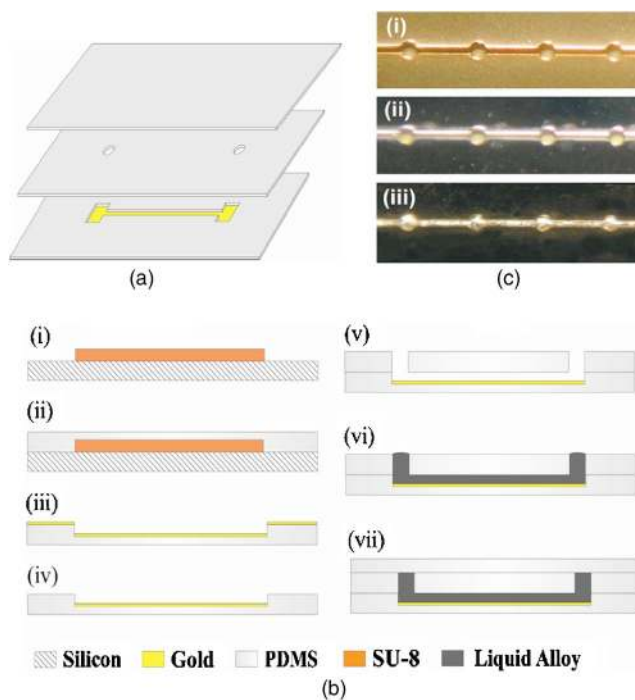 (i)
(ii)
(iii)
(a)
(c)
(i)
(v)
(ii)
(vi)
(iii)
(vii)
(iv)
Silicon Gold PDMS SU-8 Liquid Alloy
(b)